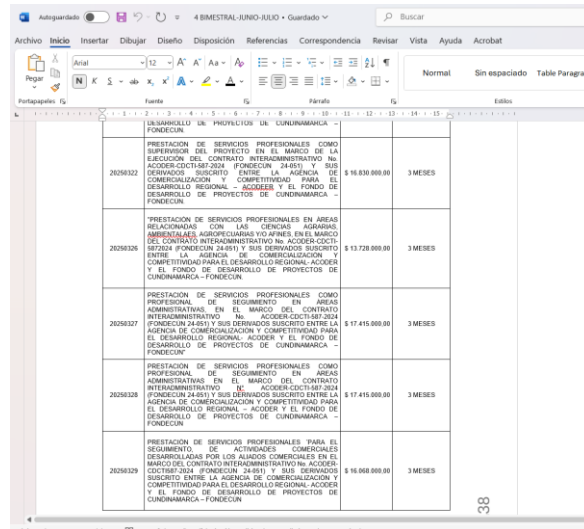 Autoguardado
4 BIMESTRAL-JUNIO-JULIO • Guardado
Buscar
Archivo Inicio Insertar Dibujar Diseño Disposición Referencias Correspondencia Revisar Vista Ayuda Acrobat
Pegar
Arial
12
N K S
Normal
Sin espaciado
Table Paragra
Portapapeles
Fuente
Párrafo
Estilos
DESARROLLO DE PROYECTOS DE CUNDINAMARCA –
FONDECUN.
20250322
PRESTACIÓN DE SERVICIOS PROFESIONALES COMO
SUPERVISOR DEL PROYECTO EN EL MARCO DE LA
EJECUCIÓN DEL CONTRATO INTERADMINISTRATIVO No.
ACODER-CDCTI-587-2024 (FONDECÚN 24-051) Y SUS
DERIVADOS SUSCRITO ENTRE LA AGENCIA DE
COMERCIALIZACIÓN Y COMPETITIVIDAD PARA EL
DESARROLLO REGIONAL – ACODEER Y EL FONDO DE
DESARROLLO DE PROYECTOS DE CUNDINAMARCA –
FONDECÚN.
$ 16.830.000,00
3 MESES
20250326
"PRESTACIÓN DE SERVICIOS PROFESIONALES EN ÁREAS
RELACIONADAS CON LAS CIENCIAS AGRARIAS,
AMBIENTALAES, AGROPECUARIAS Y/O AFINES, EN EL MARCO
DEL CONTRATO INTERADMINISTRATIVO No. ACODER-CDCTI-
5872024 (FONDECÚN 24-051) Y SUS DERIVADOS SUSCRITO
ENTRE LA AGENCIA DE COMERCIALIZACIÓN Y
COMPETITIVIDAD PARA EL DESARROLLO REGIONAL- ACODER
Y EL FONDO DE DESARROLLO DE PROYECTOS DE
CUNDINAMARCA – FONDECÚN.
$ 13.728.000,00
3 MESES
20250327
PRESTACIÓN DE SERVICIOS PROFESIONALES COMO
PROFESIONAL DE SEGUIMIENTO EN ÁREAS
ADMINISTRATIVAS, EN EL MARCO DEL CONTRATO
INTERADMINISTRATIVO No. ACODER-CDCTI-587-2024
(FONDECÚN 24-051) Y SUS DERIVADOS SUSCRITO ENTRE LA
AGENCIA DE COMERCIALIZACIÓN Y COMPETITIVIDAD PARA
EL DESARROLLO REGIONAL- ACODER Y EL FONDO DE
DESARROLLO DE PROYECTOS DE CUNDINAMARCA –
FONDECÚN"
$ 17.415.000,00
3 MESES
20250328
PRESTACIÓN DE SERVICIOS PROFESIONALES COMO
PROFESIONAL DE SEGUIMIENTO EN ÁREAS
ADMINISTRATIVAS EN EL MARCO DEL CONTRATO
INTERADMINISTRATIVO N° ACODER-CDCTI-587-2024
(FONDECÚN 24-051) Y SUS DERIVADOS SUSCRITO ENTRE LA
AGENCIA DE COMERCIALIZACIÓN Y COMPETITIVIDAD PARA
EL DESARROLLO REGIONAL – ACODER Y EL FONDO DE
DESARROLLO DE PROYECTOS DE CUNDINAMARCA –
FONDECÚN
$ 17.415.000,00
3 MESES
20250329
PRESTACIÓN DE SERVICIOS PROFESIONALES "PARA EL
SEGUIMIENTO, DE ACTIVIDADES COMERCIALES
DESARROLLADAS POR LOS ALIADOS COMERCIALES EN EL
MARCO DEL CONTRATO INTERADMINISTRATIVO No. ACODER-
CDCTI587-2024 (FONDECÚN 24-051) Y SUS DERIVADOS
SUSCRITO ENTRE LA AGENCIA DE COMERCIALIZACIÓN Y
COMPETITIVIDAD PARA EL DESARROLLO REGIONAL- ACODER
Y EL FONDO DE DESARROLLO DE PROYECTOS DE
CUNDINAMARCA – FONDECÚN
$ 16.068.000,00
3 MESES
38